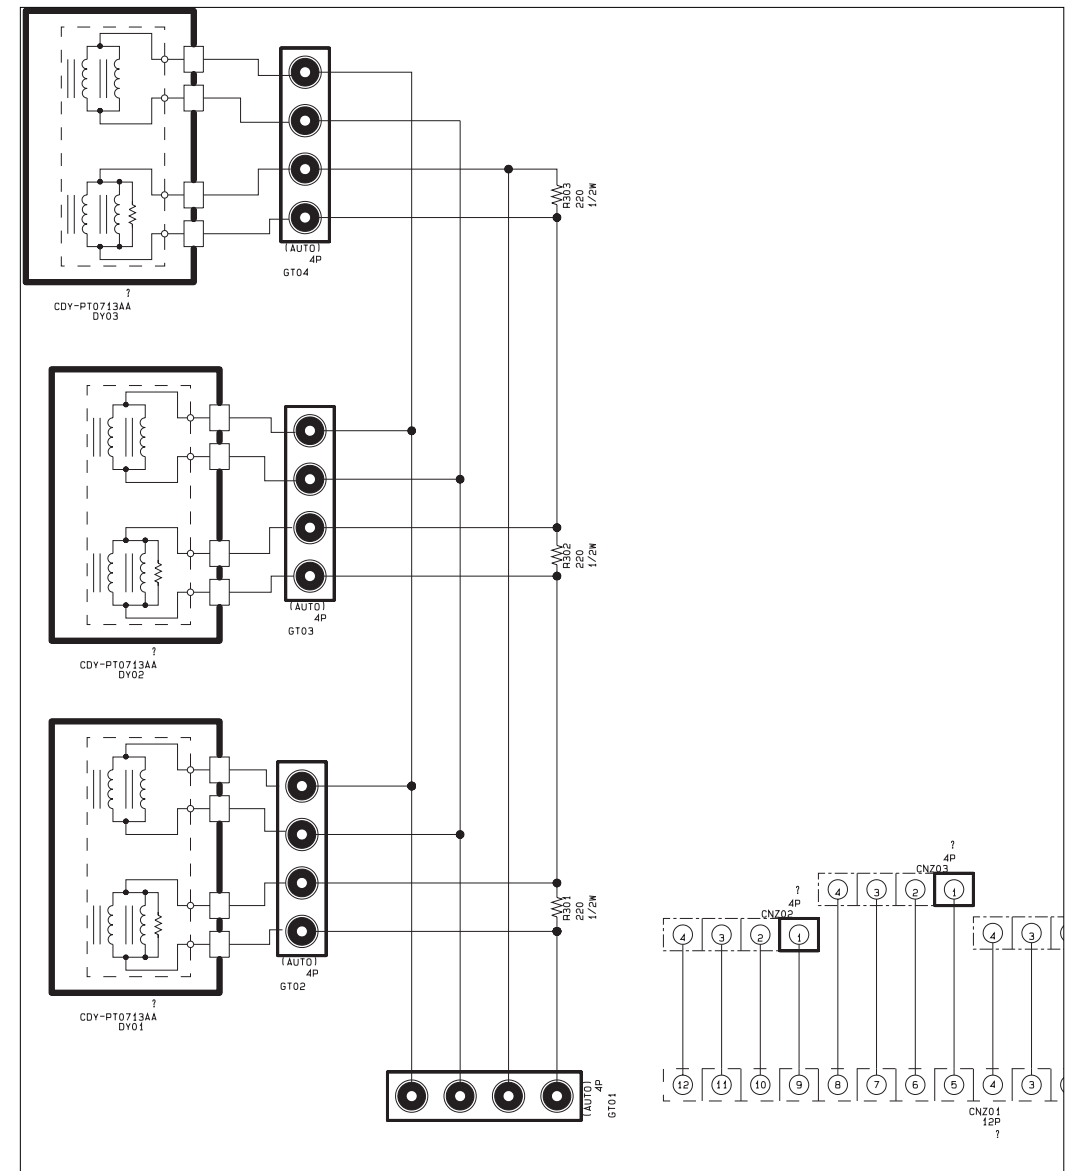 R303
220
1/2W
(AUTO)
4P
GT04
?
CDY-PT0713AA
DY03
R302
220
1/2W
(AUTO)
4P
GT03
?
CDY-PT0713AA
DY02
R301
220
1/2W
(AUTO)
4P
GT02
?
CDY-PT0713AA
DY01
(AUTO)
4P
GT01
?
4P
CNZ03
4 3 2 1
?
4P
CNZ02
4 3 2 1
4 3
12 11 10 9 8 7 6 5 4 3
CNZ01
12P
?